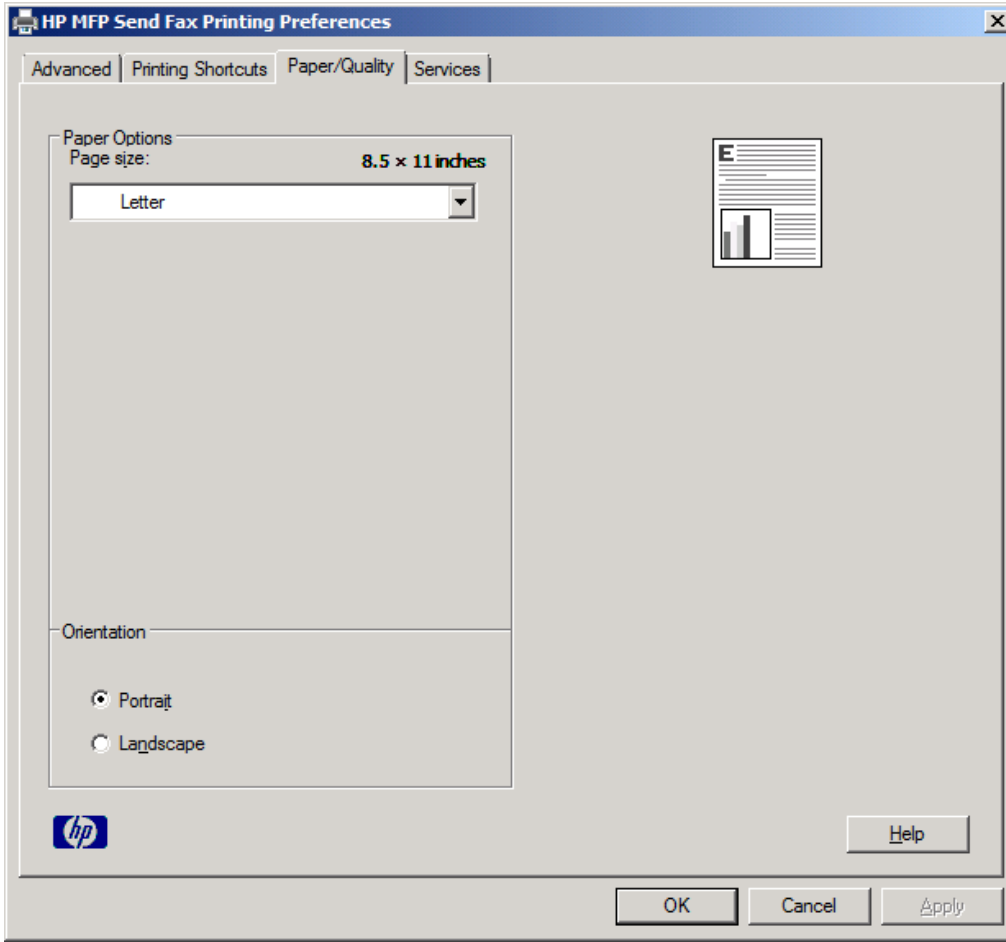 HP MFP Send Fax Printing Preferences
Advanced Printing Shortcuts Paper/Quality Services
Paper Options
Page size: 8.5 × 11 inches
Letter
E
Orientation
Portrait
Landscape
hp
Help
OK Cancel Apply